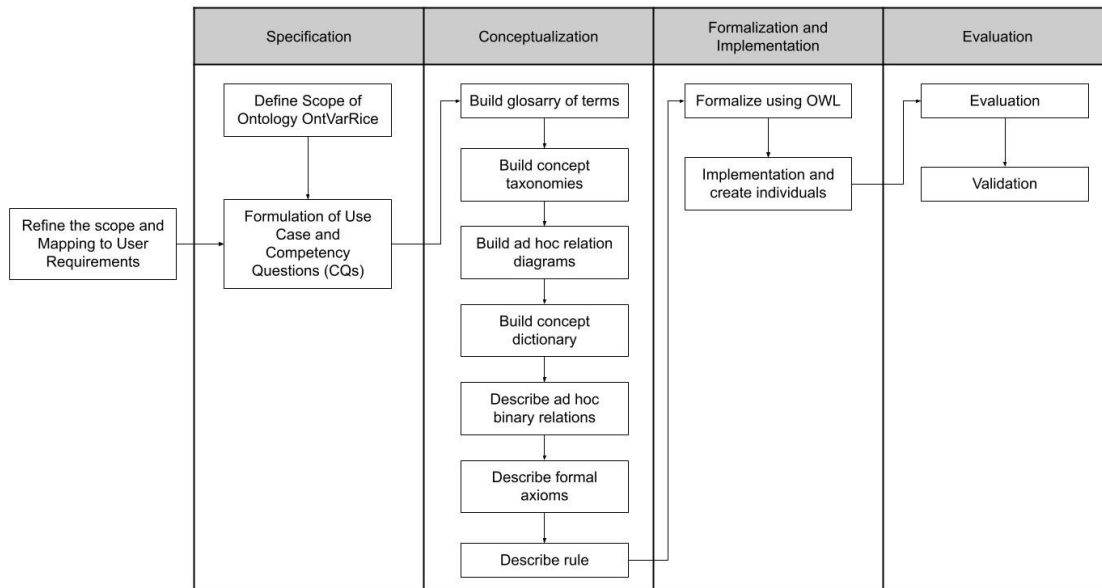 Specification
Conceptualization
Formalization and
Implementation
Evaluation
Define Scope of
Ontology OntVarRice
Refine the scope and
Mapping to User
Requirements
Formulation of Use
Case and
Competency
Questions (CQs)
Build glosarry of terms
Build concept
taxonomies
Build ad hoc relation
diagrams
Build concept
dictionary
Describe ad hoc
binary relations
Describe formal
axioms
Describe rule
Formalize using OWL
Implementation and
create individuals
Evaluation
Validation